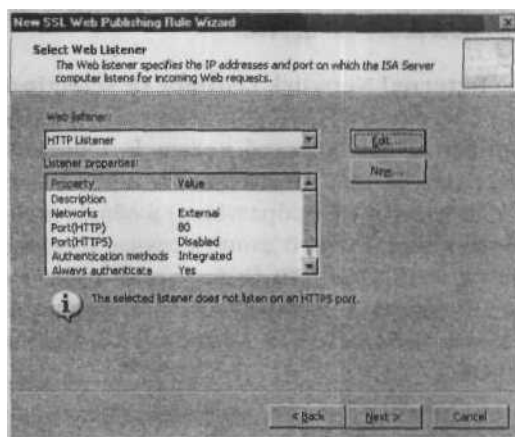 New SSL Web Publishing Rule Wizard
Select Web Listener
The Web listener specifies the IP addresses and port on which the ISA Server
computer listens for incoming Web requests.
Web listener:
HTTP Listener
Edit...
Listener properties:
New...
Property Value
Description
Networks External
Port(HTTP) 80
Port(HTTPS) Disabled
Authentication methods Integrated
Always authenticate Yes
The selected listener does not listen on an HTTPS port.
< Back Next > Cancel